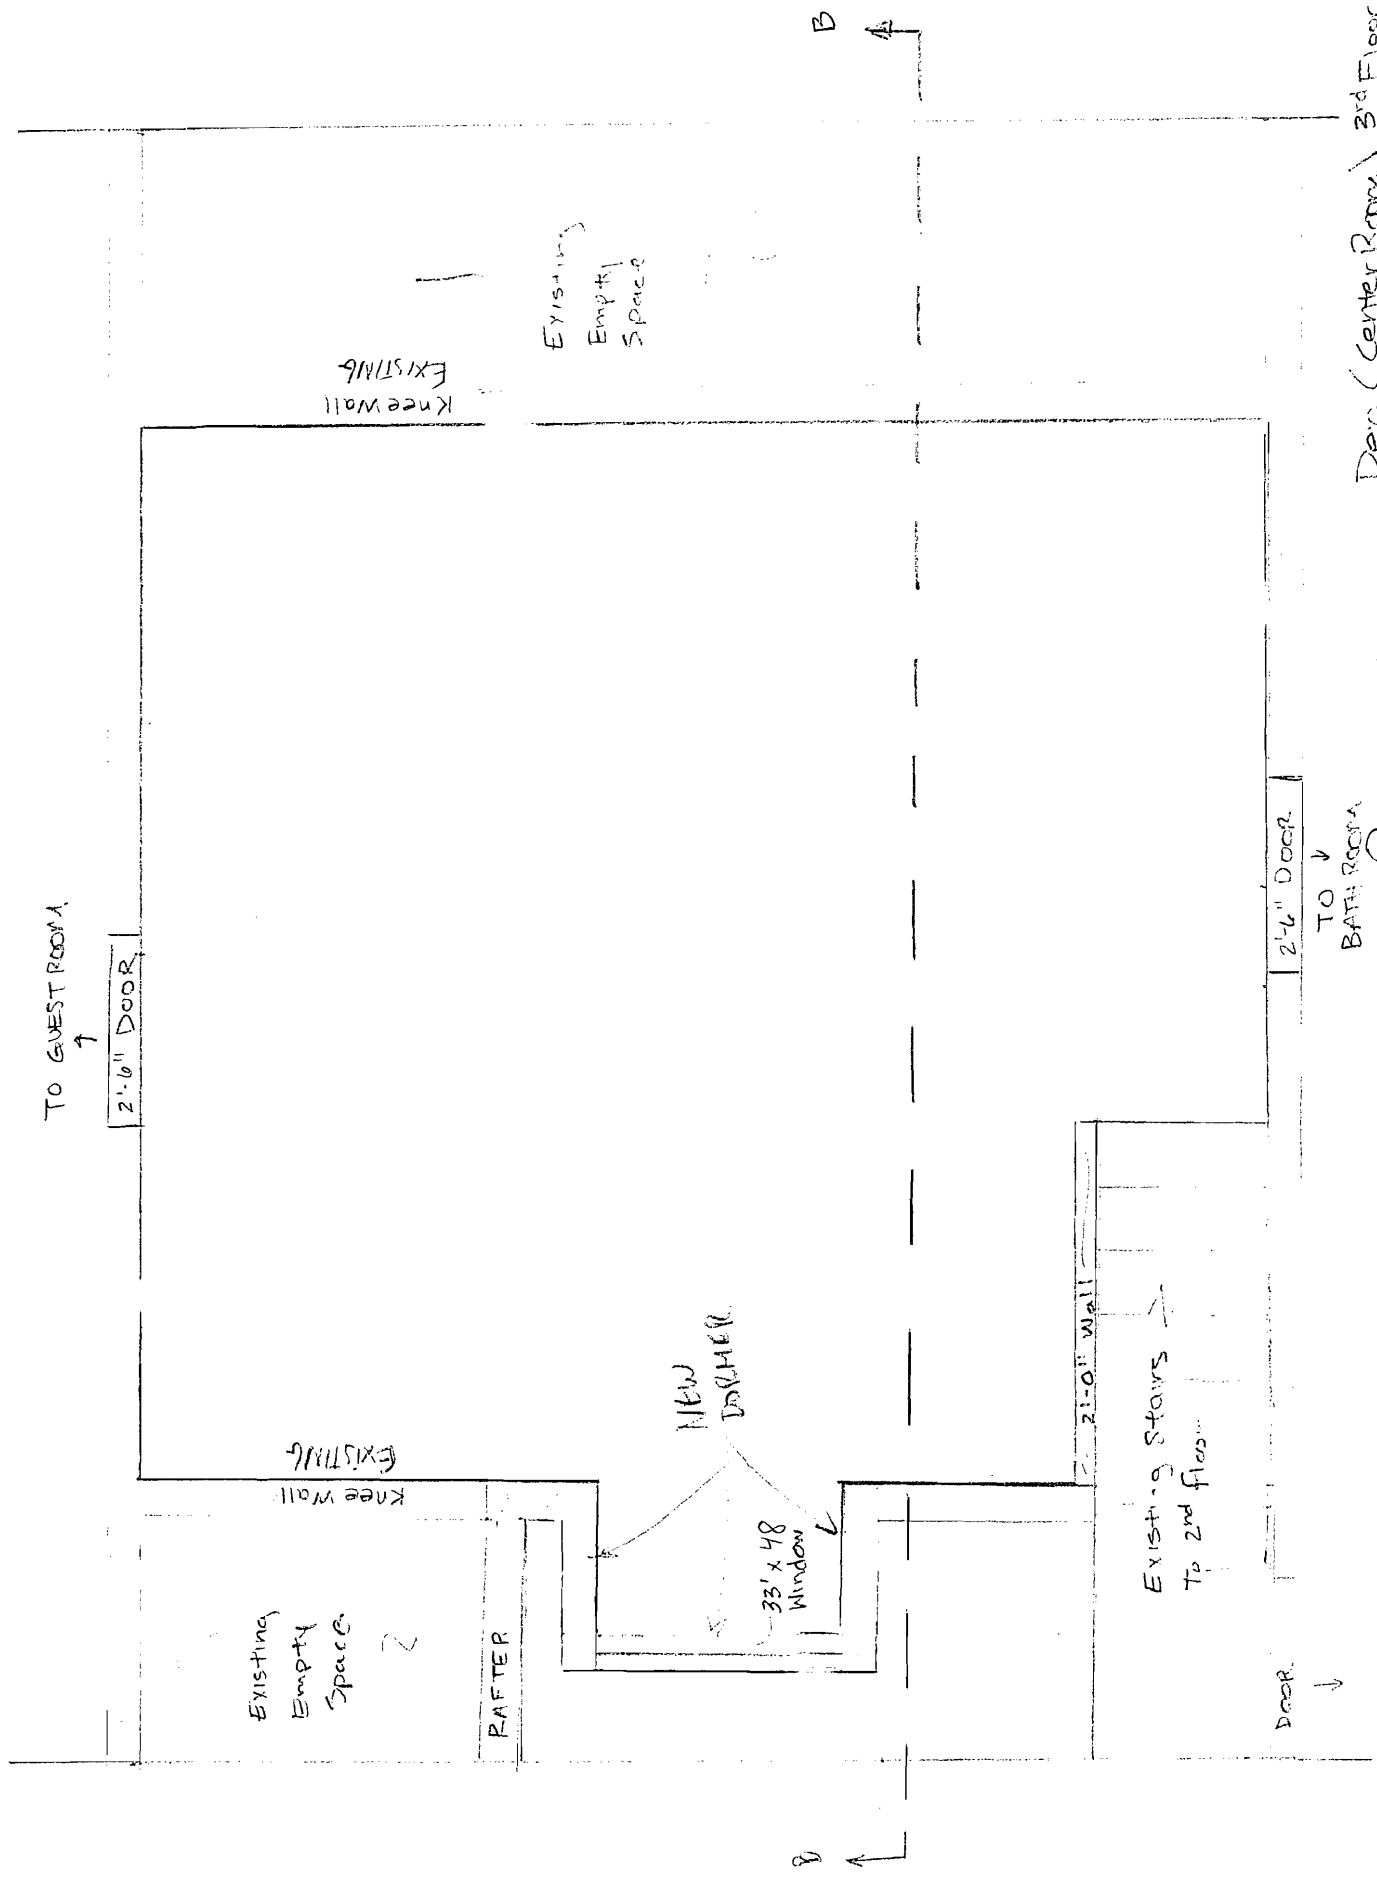 TO GUEST ROOM
2'-6" DOOR
B
Knee Wall
EXISTING
Existing
Empty
Space
Knee Wall
EXISTING
Existing
Empty
Space
RAFTER
NEW
DORMER
33' x 48
Window
2'-0" Wall
Existing Stairs
To 2nd Floor
DOOR
2'-6" DOOR
TO
BATHROOM
B
Den (Center Room) 3rd Floor